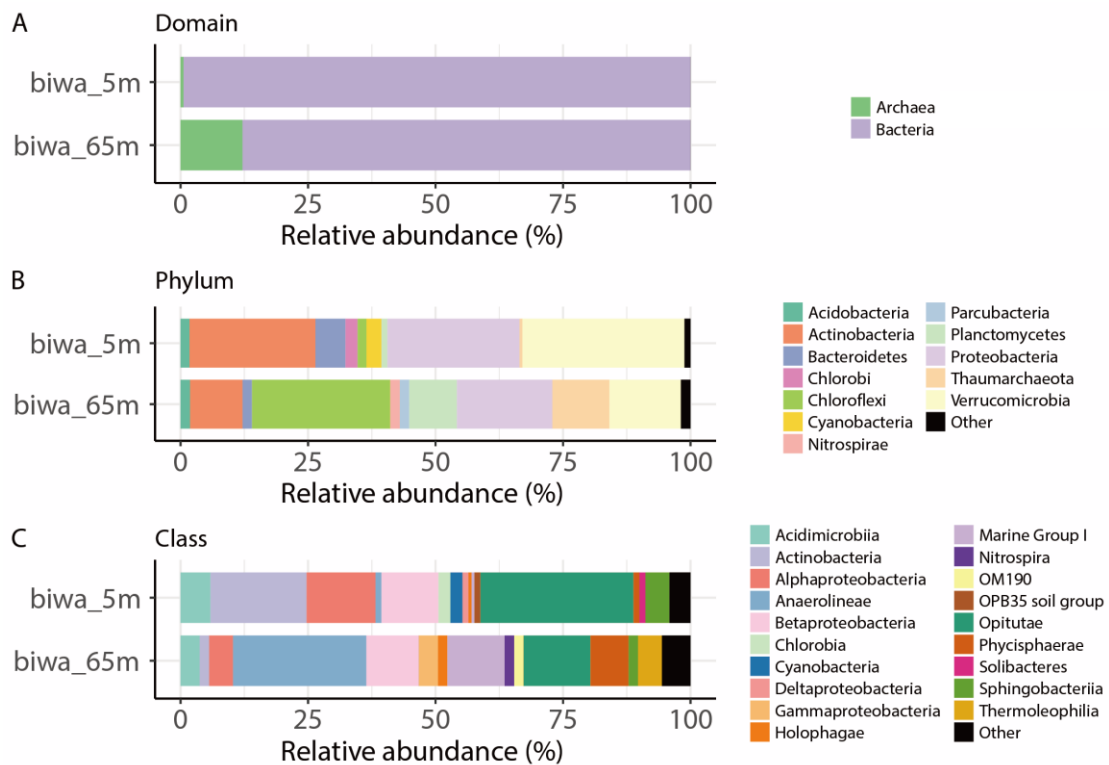 A
Domain
biwa_5m
biwa_65m
0 25 50 75 100
Relative abundance (%)
Archaea
Bacteria
B
Phylum
biwa_5m
biwa_65m
0 25 50 75 100
Relative abundance (%)
Acidobacteria
Actinobacteria
Bacteroidetes
Chlorobi
Chloroflexi
Cyanobacteria
Nitrospirae
Parcubacteria
Planctomycetes
Proteobacteria
Thaumarchaeota
Verrucomicrobia
Other
C
Class
biwa_5m
biwa_65m
0 25 50 75 100
Relative abundance (%)
Acidimicrobiia
Actinobacteria
Alphaproteobacteria
Anaerolineae
Betaproteobacteria
Chlorobia
Cyanobacteria
Deltaproteobacteria
Gammaproteobacteria
Holophagae
Marine Group I
Nitrospira
OM190
OPB35 soil group
Opitutae
Phycisphaerae
Solibacteres
Sphingobacteriia
Thermoleophilia
Other